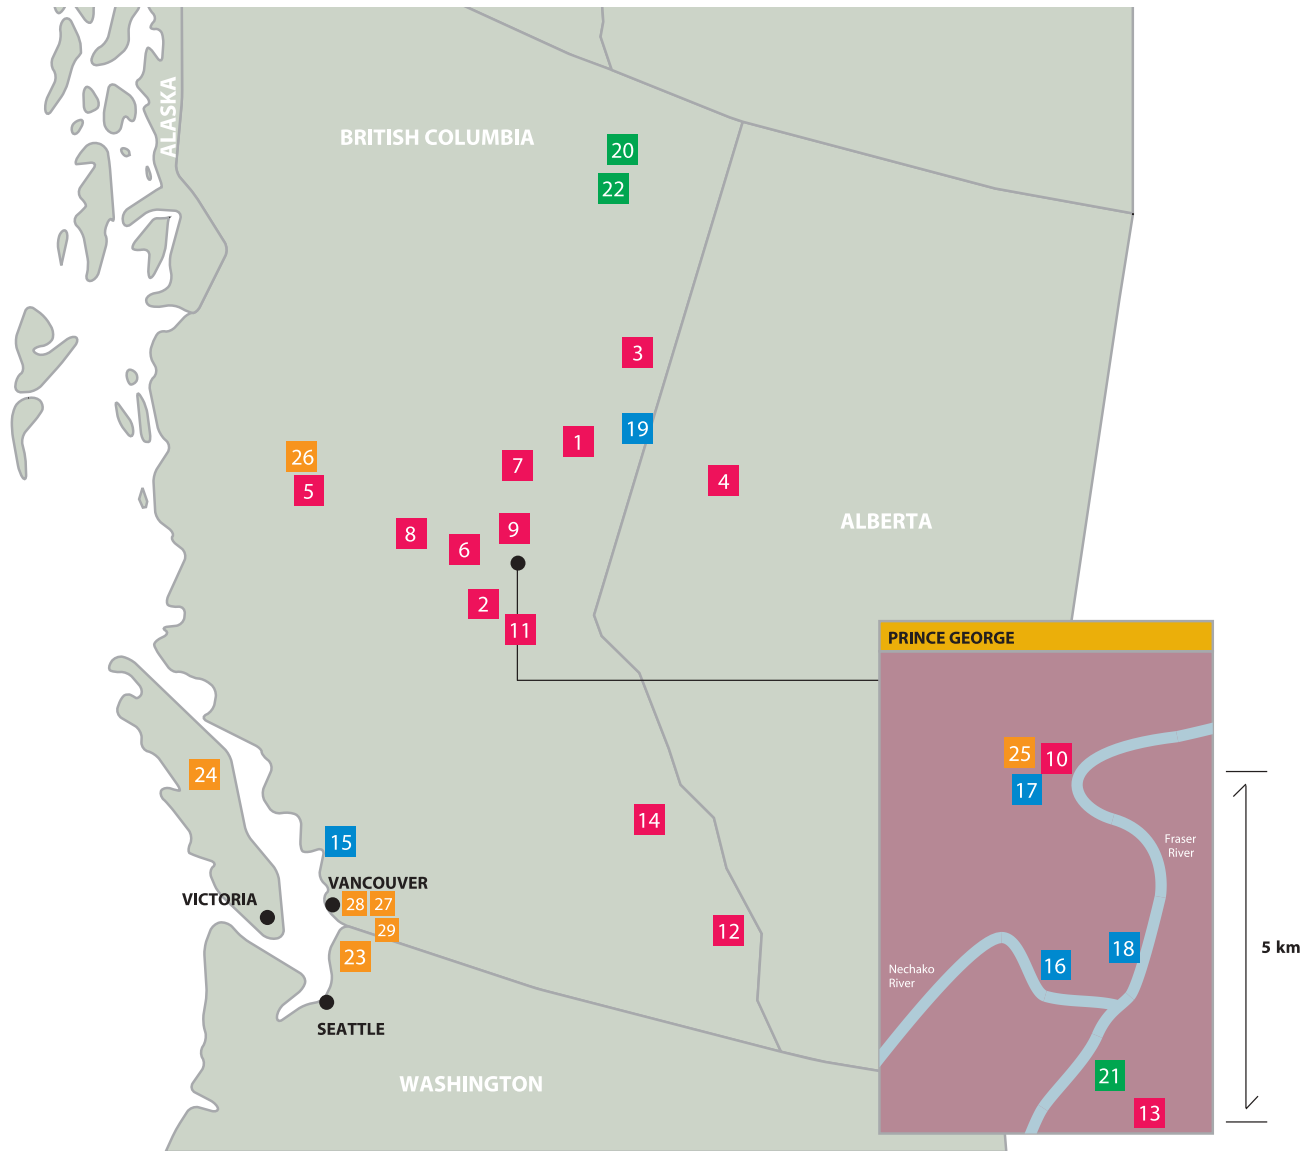 ALASKA
BRITISH COLUMBIA
20
22
3
19
1
7
26
5
4
9
8
6
ALBERTA
2
11
PRINCE GEORGE
25
10
17
24
14
15
Fraser
River
VANCOUVER
VICTORIA
28
27
29
12
18
5 km
23
16
Nechako
River
SEATTLE
21
WASHINGTON
13